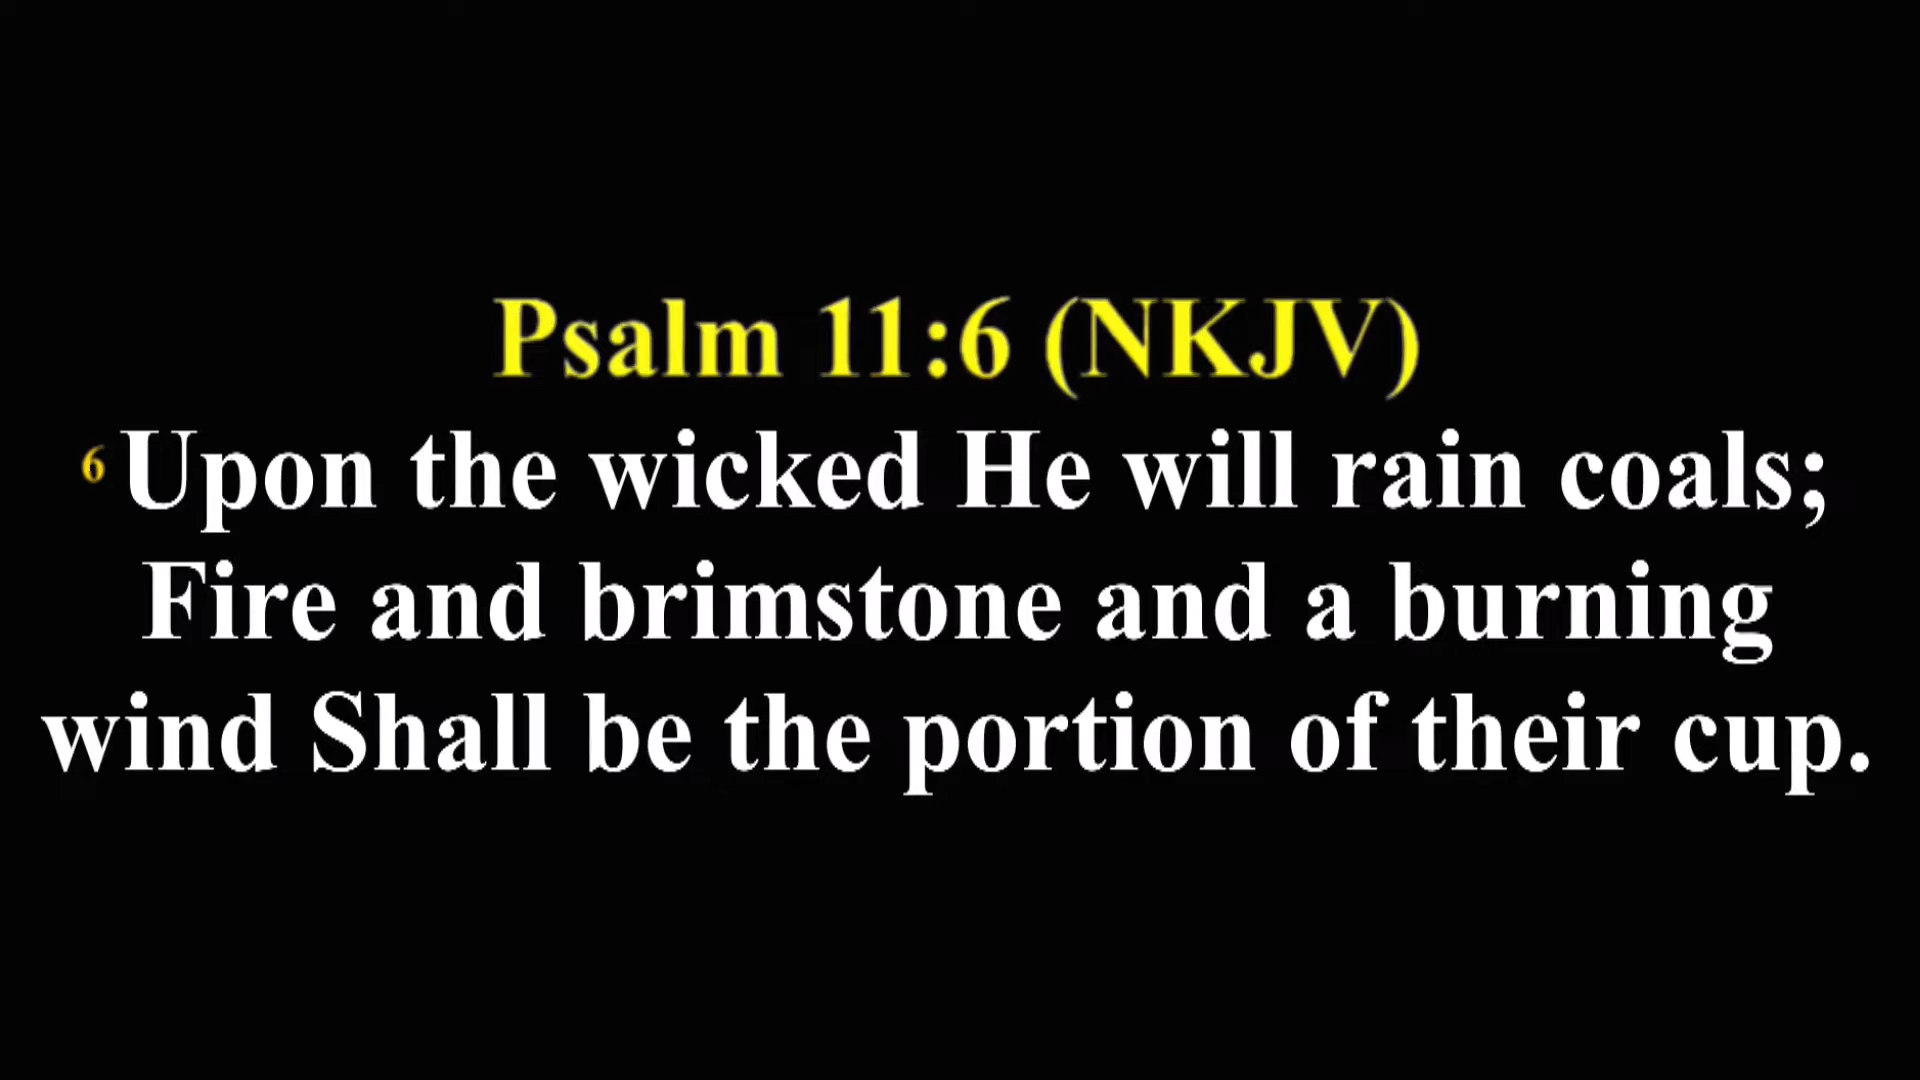 Psalm 11:6 (NKJV)
6 Upon the wicked He will rain coals;
Fire and brimstone and a burning
wind Shall be the portion of their cup.